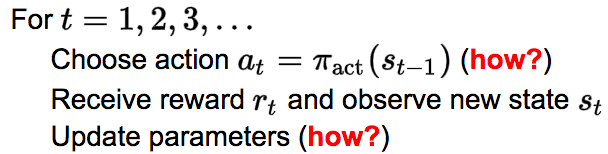 For t = 1, 2, 3, . . .
Choose action a_t = π_act(s_{t−1}) (how?)
Receive reward r_t and observe new state s_t
Update parameters (how?)